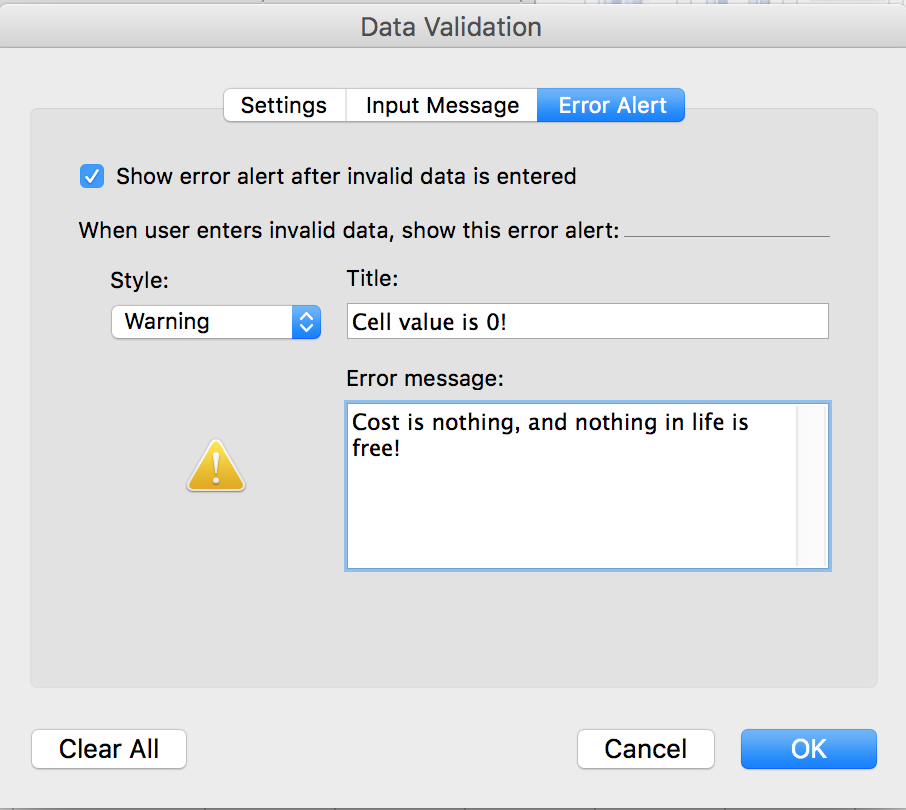 Data Validation
Settings
Input Message
Error Alert
Show error alert after invalid data is entered
When user enters invalid data, show this error alert:
Style:
Title:
Warning
Cell value is 0!
Error message:
Cost is nothing, and nothing in life is
free!
Clear All
Cancel
OK